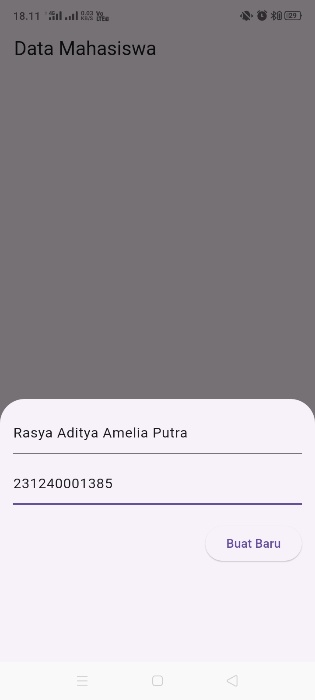 18.11
Data Mahasiswa
Rasya Aditya Amelia Putra
231240001385
Buat Baru